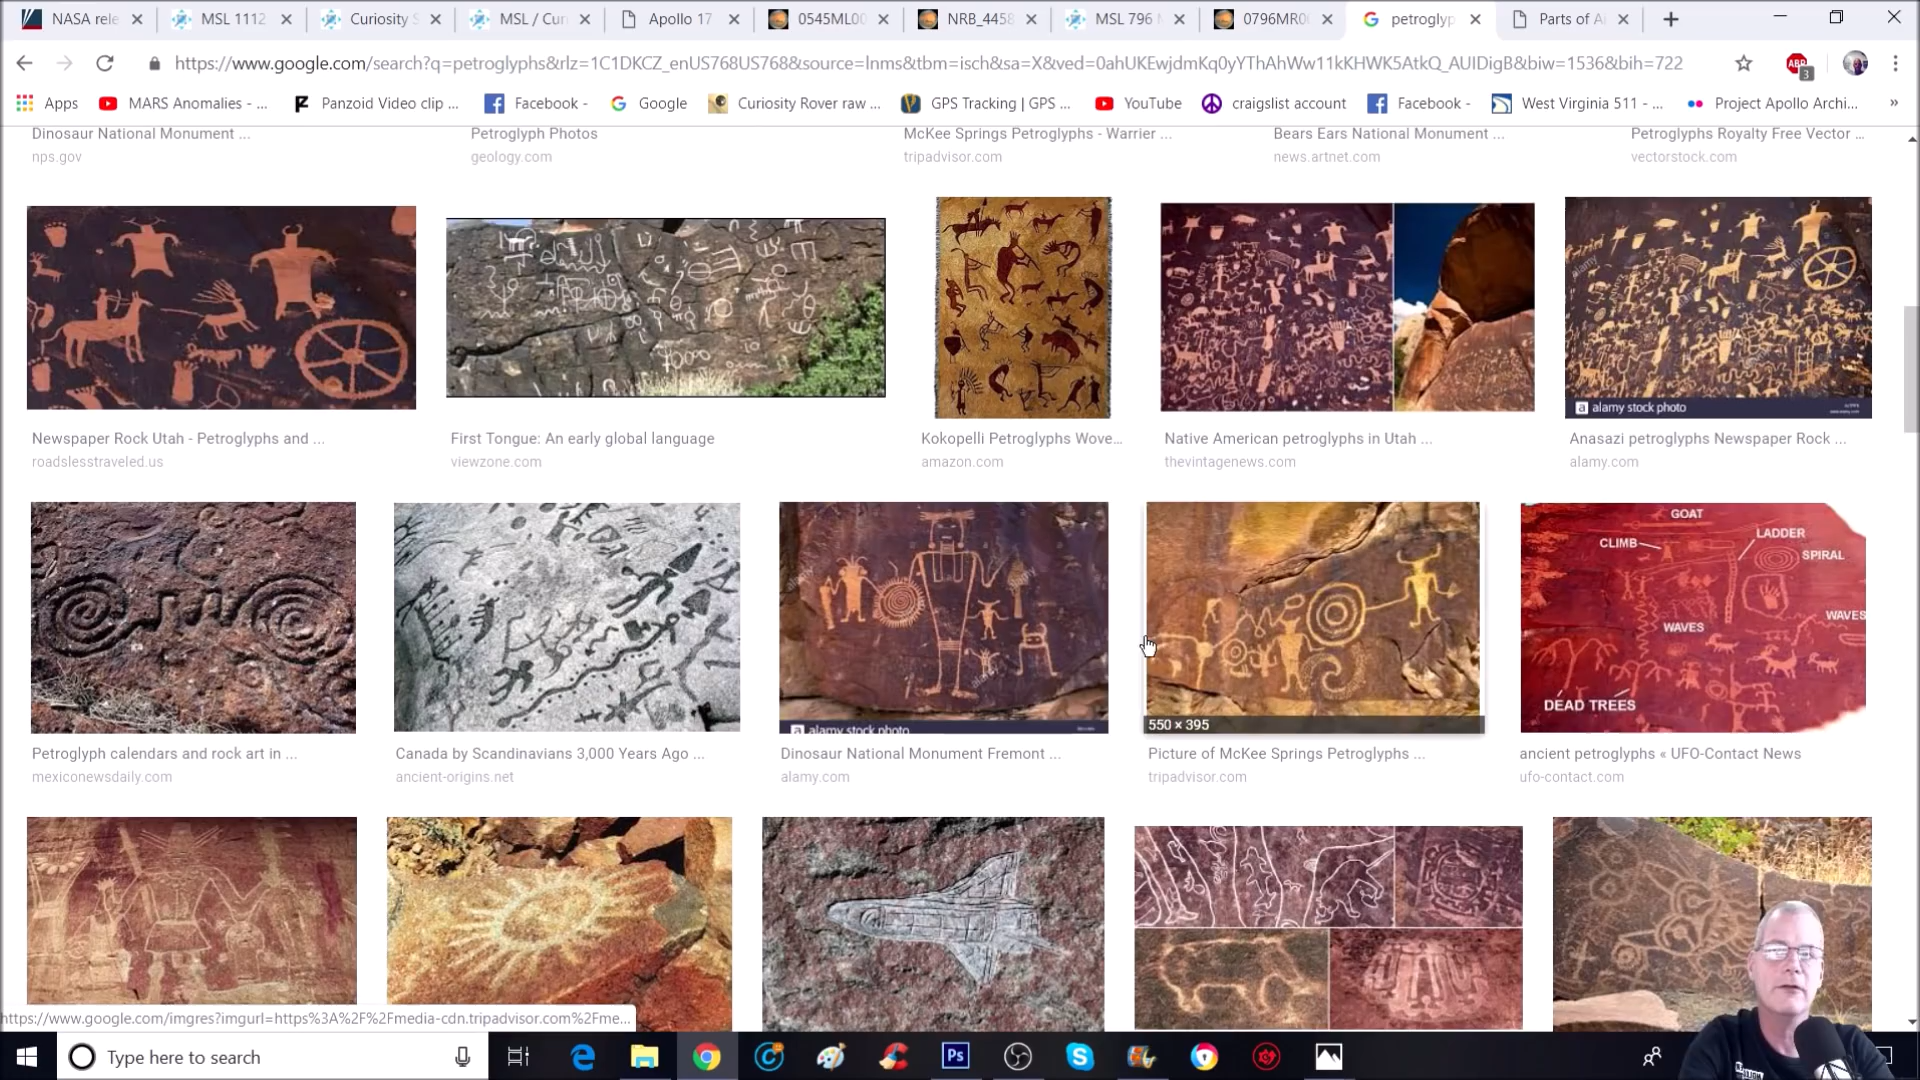 NASA rele
MSL 1112
Curiosity S
MSL / Curi
Apollo 17
0545ML00
NRB_4458
MSL 796
0796MR0
petroglyp
Parts of A
https://www.google.com/search?q=petroglyphs&rlz=1C1DKCZ_enUS768US768&source=lnms&tbm=isch&sa=X&ved=0ahUKEwjdmKq0yYThAhWw11kKHWK5AtkQ_AUIDigB&biw=1536&bih=722
ABP
3
Apps
MARS Anomalies - ...
Panzoid Video clip ...
Facebook -
Google
Curiosity Rover raw ...
GPS Tracking | GPS ...
YouTube
craigslist account
Facebook -
West Virginia 511 - ...
Project Apollo Archi...
»
Dinosaur National Monument ...
Petroglyph Photos
McKee Springs Petroglyphs - Warrier ...
Bears Ears National Monument ...
Petroglyphs Royalty Free Vector ...
nps.gov
geology.com
tripadvisor.com
news.artnet.com
vectorstock.com
a alamy stock photo
Newspaper Rock Utah - Petroglyphs and ...
First Tongue: An early global language
Kokopelli Petroglyphs Wove...
Native American petroglyphs in Utah ...
Anasazi petroglyphs Newspaper Rock ...
roadslesstraveled.us
viewzone.com
amazon.com
thevintagenews.com
alamy.com
GOAT
LADDER
CLIMB
SPIRAL
WAVES
WAVES
DEAD TREES
alamy stock photo
550 × 395
Petroglyph calendars and rock art in ...
Canada by Scandinavians 3,000 Years Ago ...
Dinosaur National Monument Fremont ...
Picture of McKee Springs Petroglyphs ...
ancient petroglyphs « UFO-Contact News
mexiconewsdaily.com
ancient-origins.net
alamy.com
tripadvisor.com
ufo-contact.com
https://www.google.com/imgres?imgurl=https%3A%2F%2Fmedia-cdn.tripadvisor.com%2Fme...
Type here to search
Ps